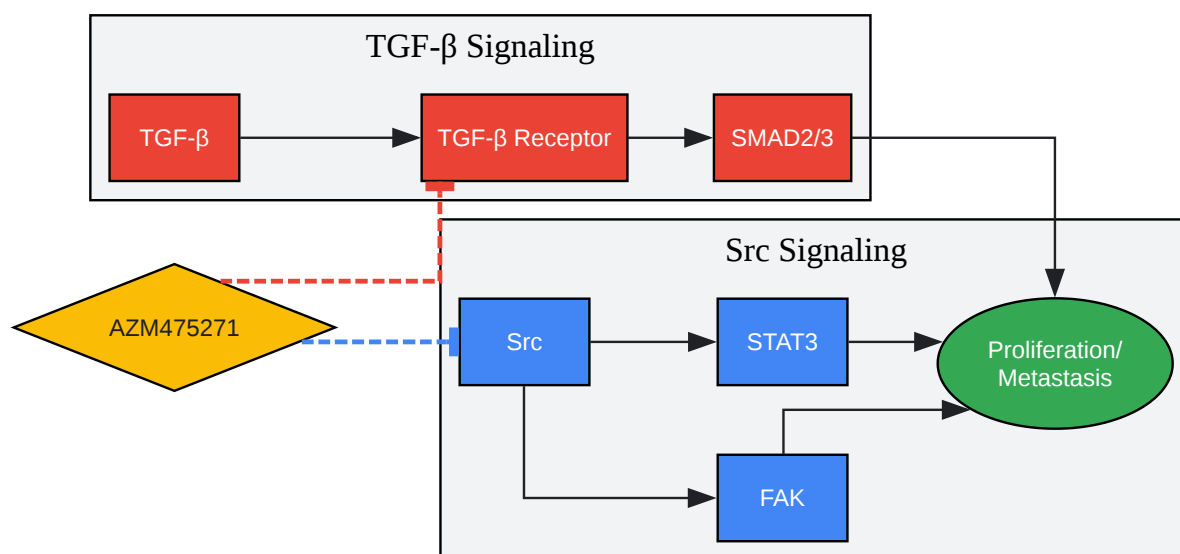 TGF-β Signaling
TGF-β
TGF-β Receptor
SMAD2/3
Src Signaling
AZM475271
Src
STAT3
Proliferation/
Metastasis
FAK